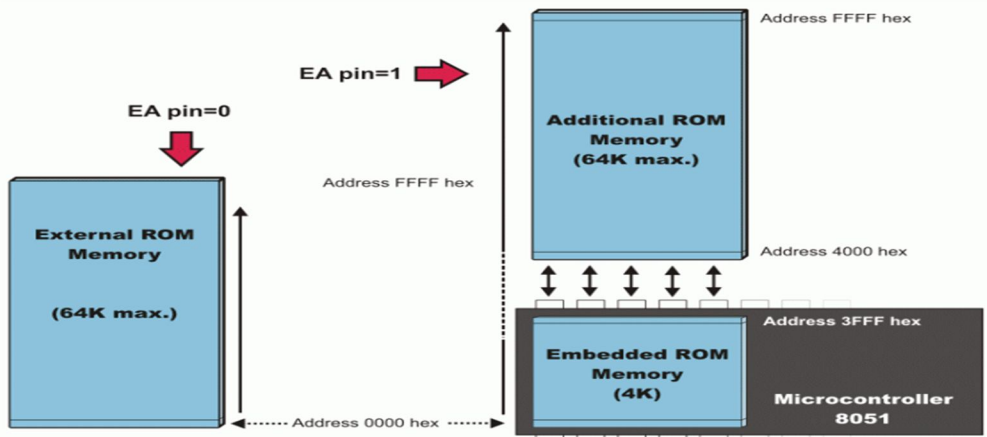 Address FFFF hex
EA pin=1
EA pin=0
Additional ROM
Memory
(64K max.)
Address FFFF hex
External ROM
Memory
(64K max.)
Address 4000 hex
Address 3FFF hex
Embedded ROM
Memory
(4K)
Microcontroller
8051
Address 0000 hex